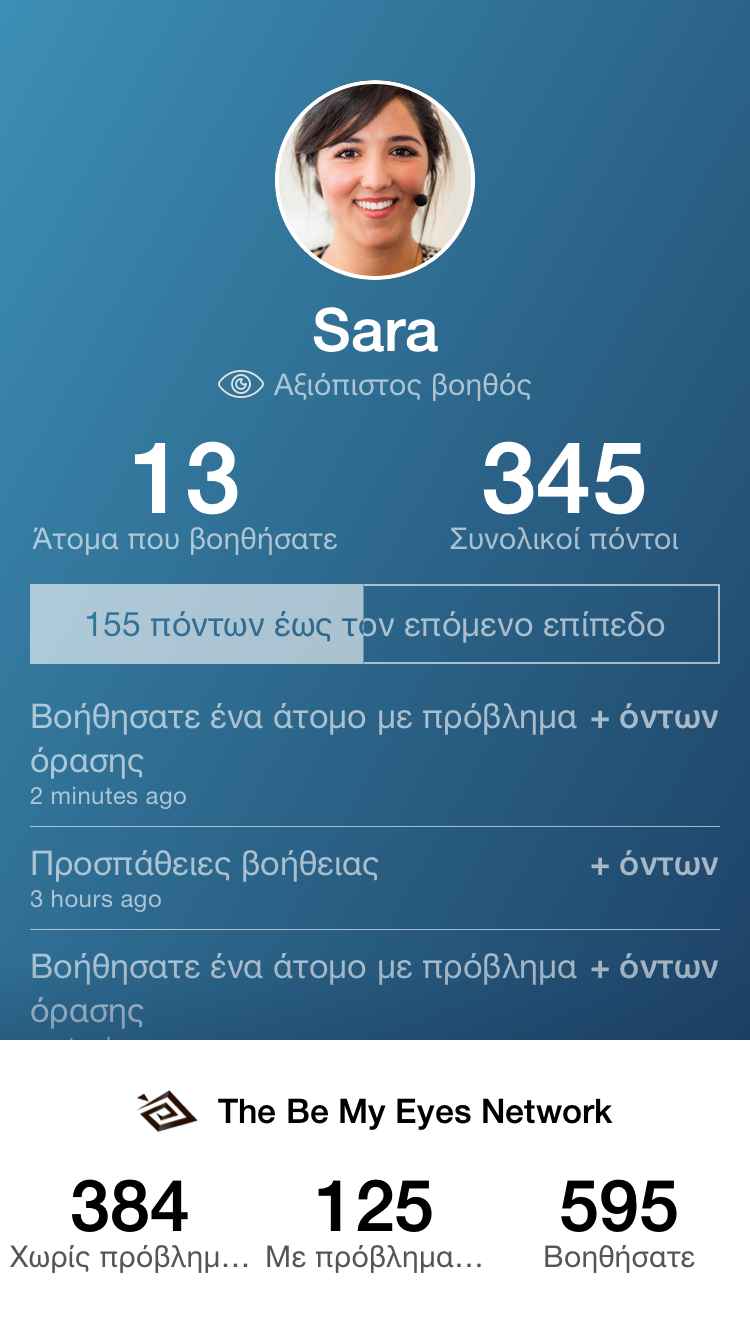 Sara
Αξιόπιστος βοηθός
13
345
Άτομα που βοηθήσατε
Συνολικοί πόντοι
155 πόντων έως τον επόμενο επίπεδο
Βοήθησατε ένα άτομο με πρόβλημα + όντων
όρασης
2 minutes ago
Προσπάθειες βοήθειας + όντων
3 hours ago
Βοήθησατε ένα άτομο με πρόβλημα + όντων
όρασης
The Be My Eyes Network
384
125
595
Χωρίς πρόβλημ...
Με πρόβλημα...
Βοηθήσατε